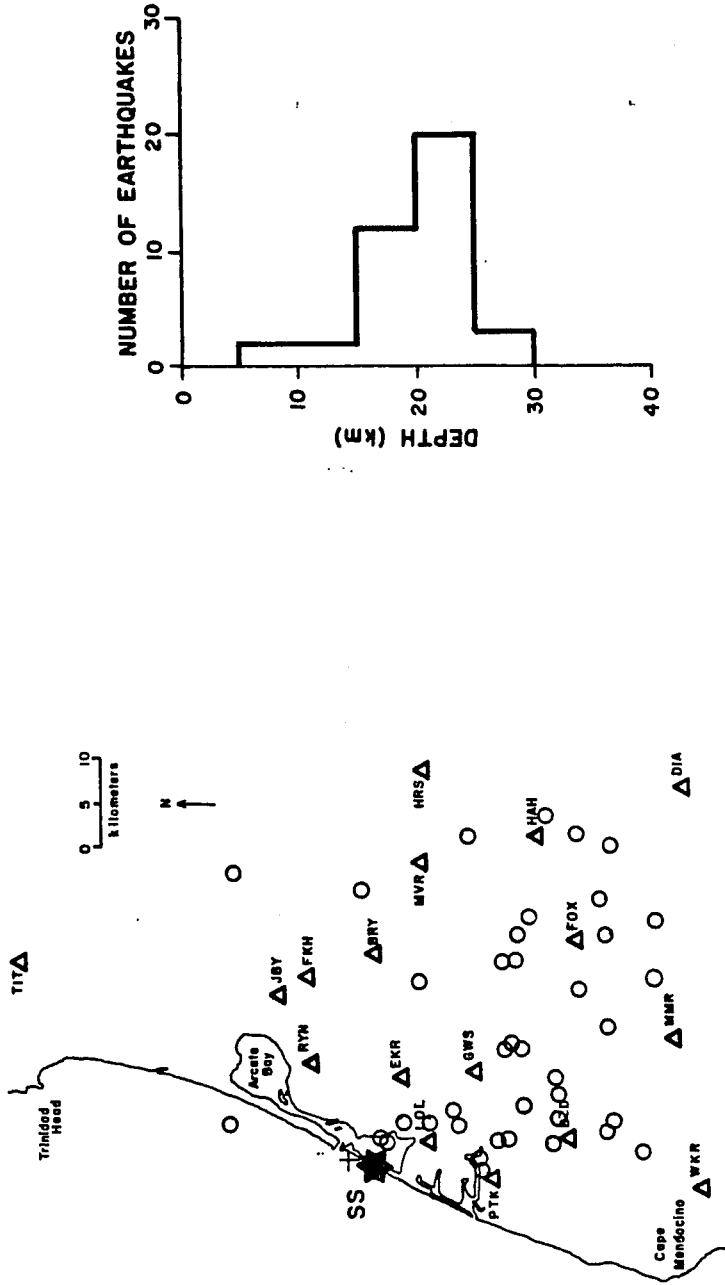 TIT
Trinidad
Head
0 5 10
kilometers
N
Arcata
Bay
JBY
FKH
RYN
SS
BRY
EKR
MVR
HRS
LOL
GWS
PTK
HAH
FOX
MMR
DIA
WKR
Cape
Mendocino
NUMBER OF EARTHQUAKES
0 10 20 30
DEPTH (km)
0
10
20
30
40